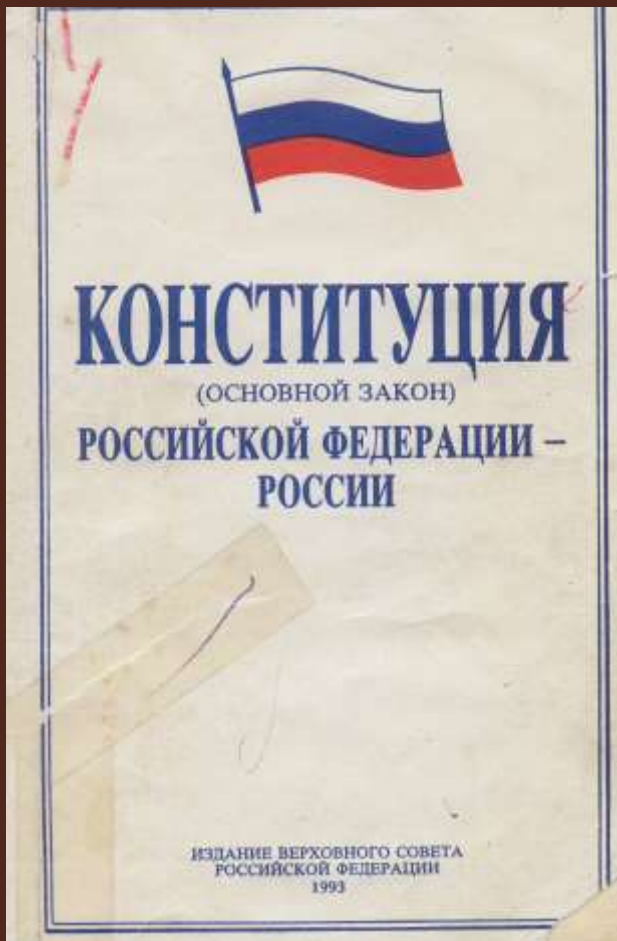 КОНСТИТУЦИЯ
(ОСНОВНОЙ ЗАКОН)
РОССИЙСКОЙ ФЕДЕРАЦИИ –
РОССИИ
ИЗДАНИЕ ВЕРХОВНОГО СОВЕТА
РОССИЙСКОЙ ФЕДЕРАЦИИ
1993